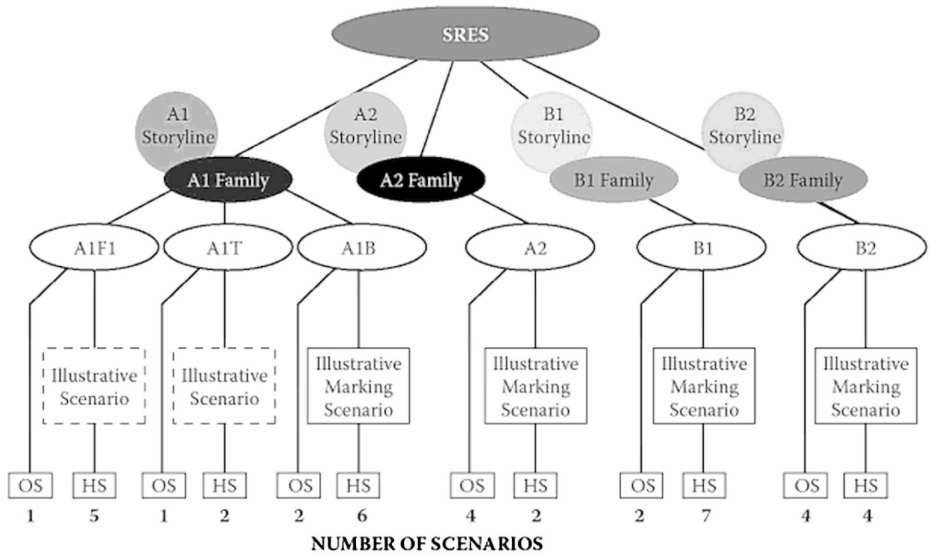 SRES
A1
Storyline
A2
Storyline
B1
Storyline
B2
Storyline
A1 Family
A2 Family
B1 Family
B2 Family
A1F1
A1T
A1B
A2
B1
B2
Illustrative
Scenario
Illustrative
Scenario
Illustrative
Marking
Scenario
Illustrative
Marking
Scenario
Illustrative
Marking
Scenario
Illustrative
Marking
Scenario
OS HS OS HS OS HS OS HS OS HS OS HS
1 5 1 2 2 6 4 2 2 7 4 4
NUMBER OF SCENARIOS